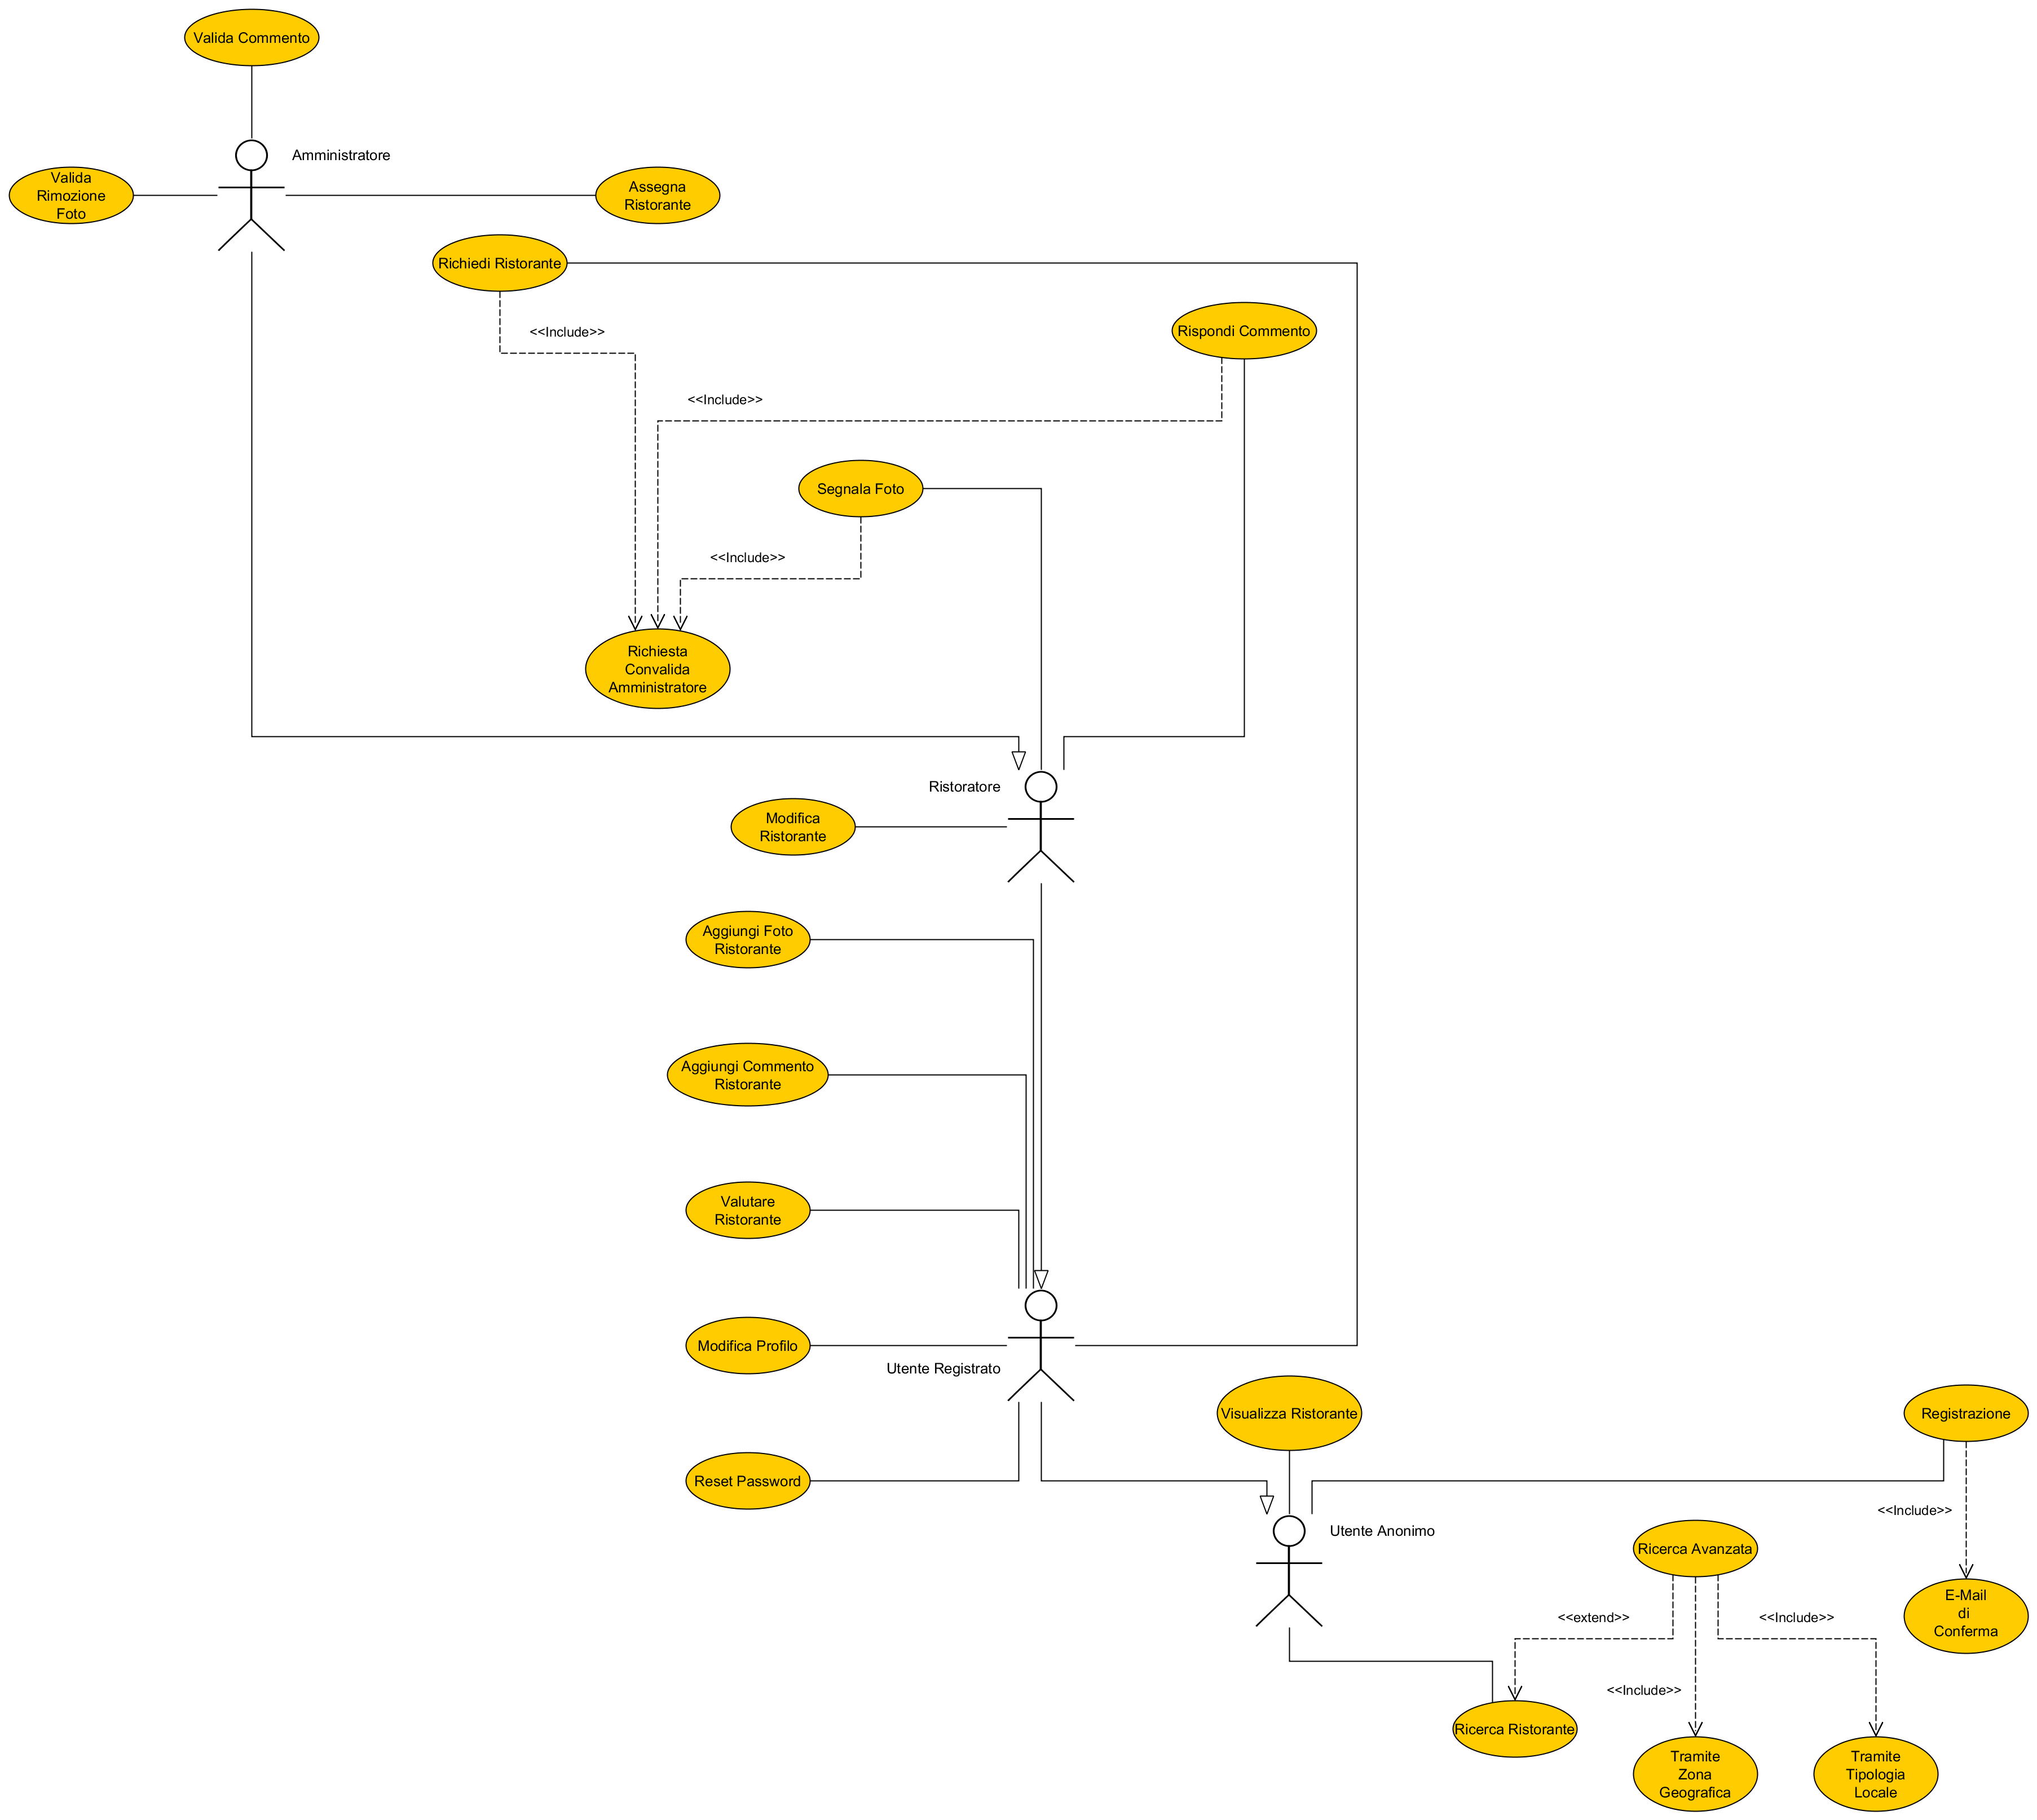 Valida Commento
Amministratore
Valida
Rimozione
Foto
Assegna
Ristorante
Richiedi Ristorante
<<Include>>
Rispondi Commento
<<Include>>
Segnala Foto
<<Include>>
Richiesta
Convalida
Amministratore
Ristoratore
Modifica
Ristorante
Aggiungi Foto
Ristorante
Aggiungi Commento
Ristorante
Valutare
Ristorante
Modifica Profilo
Utente Registrato
Visualizza Ristorante
Registrazione
Reset Password
<<Include>>
Utente Anonimo
Ricerca Avanzata
E-Mail
di
Conferma
<<extend>>
<<Include>>
<<Include>>
Ricerca Ristorante
Tramite
Zona
Geografica
Tramite
Tipologia
Locale